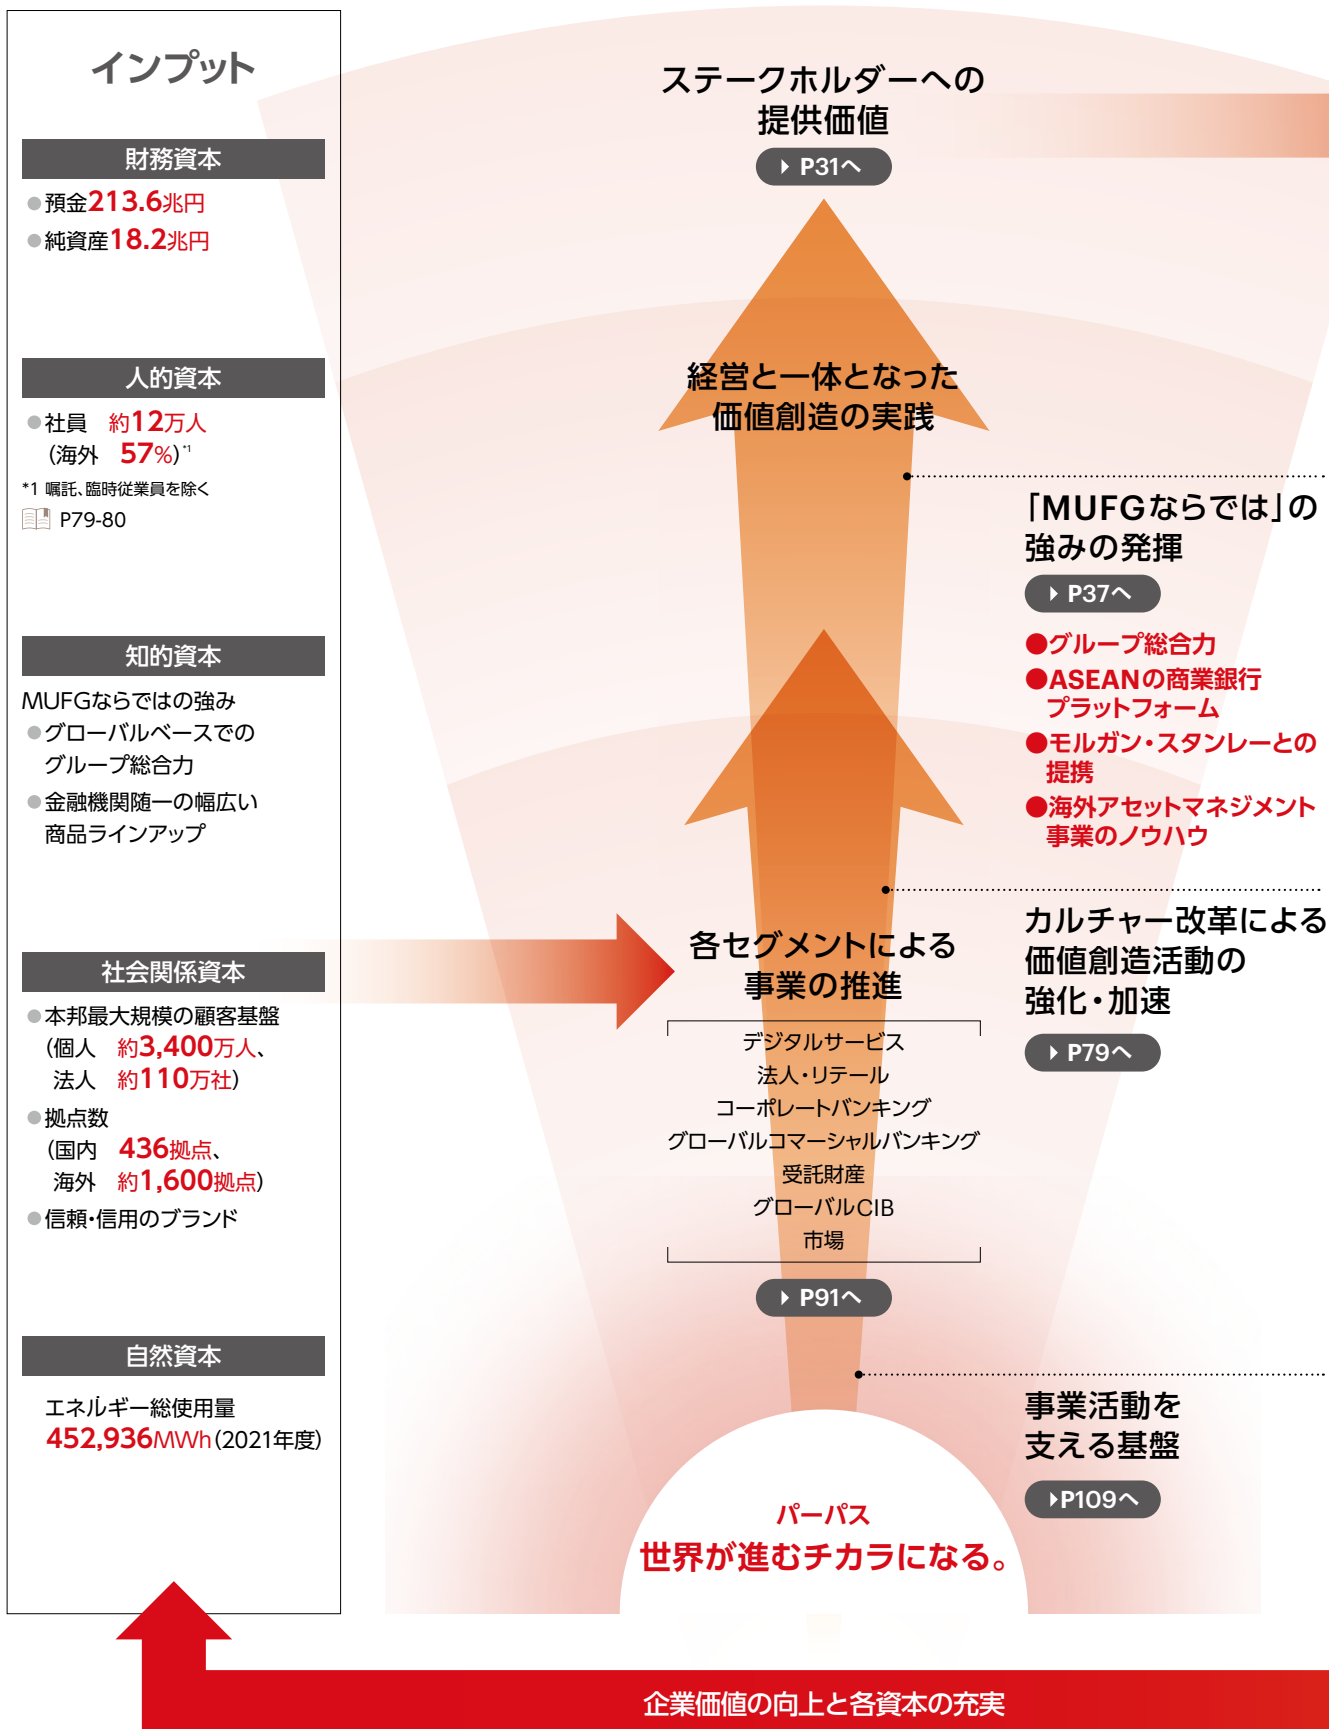 インプット
財務資本
●預金213.6兆円
●純資産18.2兆円
人的資本
●社員 約12万人
(海外 57%)*1
*1 嘱託、臨時従業員を除く
P79-80
知的資本
MUFGならではの強み
●グローバルベースでの
グループ総合力
●金融機関随一の幅広い
商品ラインアップ
社会関係資本
●本邦最大規模の顧客基盤
(個人 約3,400万人、
法人 約110万社)
●拠点数
(国内 436拠点、
海外 約1,600拠点)
●信頼・信用のブランド
自然資本
エネルギー総使用量
452,936MWh(2021年度)
ステークホルダーへの
提供価値
P31へ
経営と一体となった
価値創造の実践
「MUFGならでは」の
強みの発揮
P37へ
●グループ総合力
●ASEANの商業銀行
プラットフォーム
●モルガン・スタンレーとの
提携
●海外アセットマネジメント
事業のノウハウ
各セグメントによる
事業の推進
デジタルサービス
法人・リテール
コーポレートバンキング
グローバルコマーシャルバンキング
受託財産
グローバルCIB
市場
P91へ
カルチャー改革による
価値創造活動の
強化・加速
P79へ
事業活動を
支える基盤
P109へ
パーパス
世界が進むチカラになる。
企業価値の向上と各資本の充実